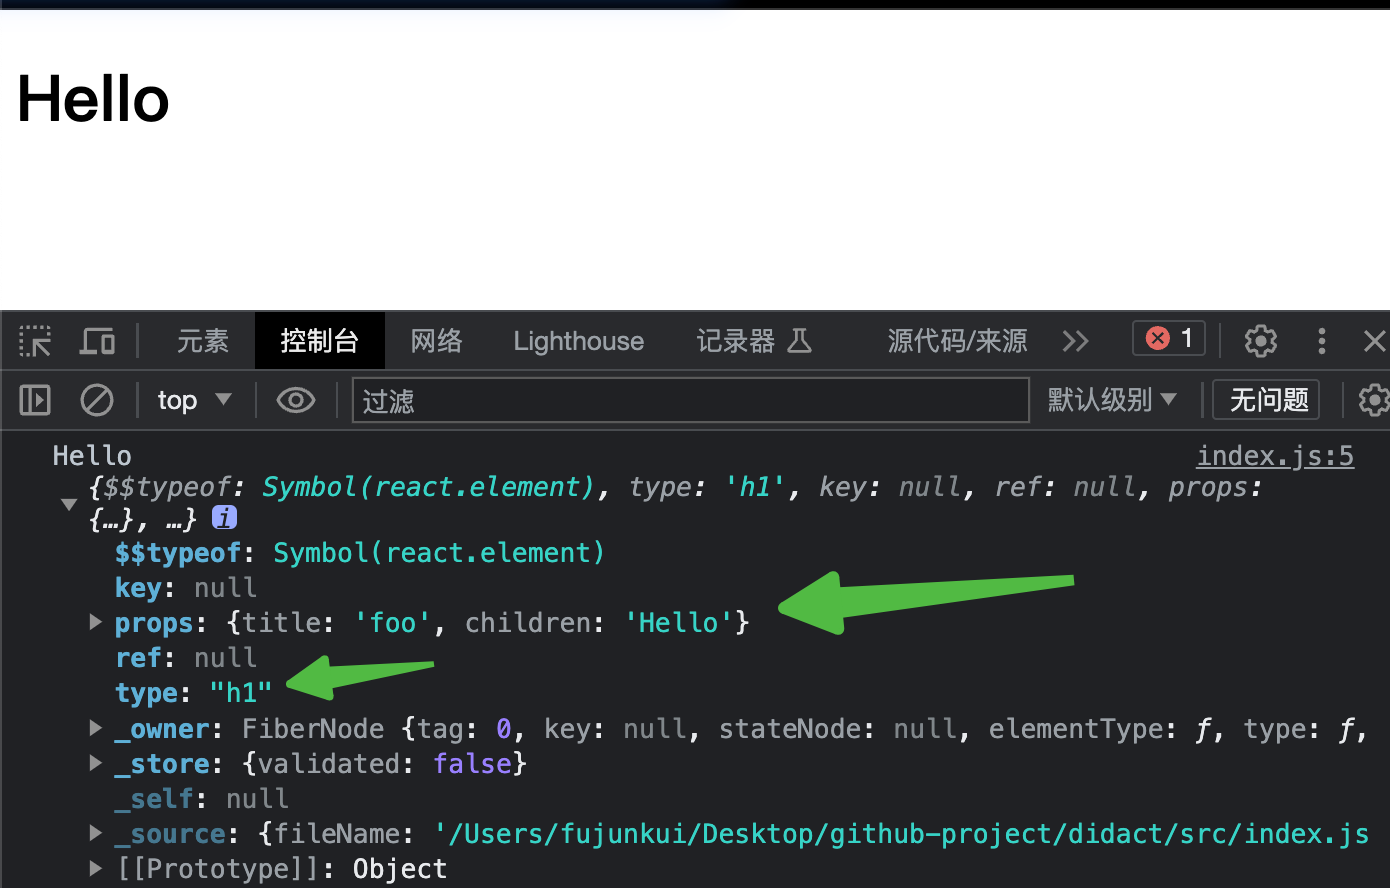 Hello
元素 控制台 网络 Lighthouse 记录器 源代码/来源 1
top 过滤 默认级别 无问题
Hello index.js:5
{$$typeof: Symbol(react.element), type: 'h1', key: null, ref: null, props:
{…}, …} i
$$typeof: Symbol(react.element)
key: null
props: {title: 'foo', children: 'Hello'}
ref: null
type: "h1"
_owner: FiberNode {tag: 0, key: null, stateNode: null, elementType: ƒ, type: ƒ,
_store: {validated: false}
_self: null
_source: {fileName: '/Users/fujunkui/Desktop/github-project/didact/src/index.js
[[Prototype]]: Object